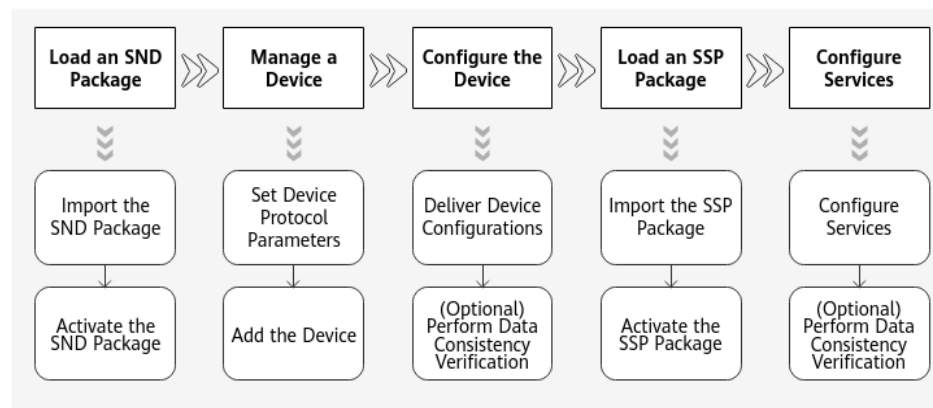 Load an SND
Package
Manage a
Device
Configure the
Device
Load an SSP
Package
Configure
Services
Import the
SND Package
Set Device
Protocol
Parameters
Deliver Device
Configurations
Import the SSP
Package
Configure
Services
Activate the
SND Package
Add the Device
(Optional)
Perform Data
Consistency
Verification
Activate the
SSP Package
(Optional)
Perform Data
Consistency
Verification